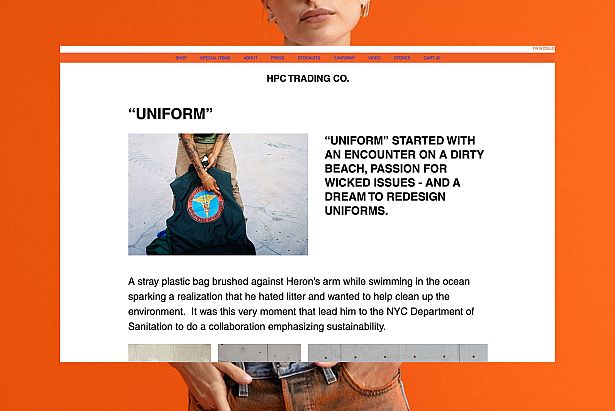 SHOP SPECIAL ITEMS ABOUT PRESS STOCKISTS "UNIFORM" VIDEO STORES CART (0)
HPC TRADING CO.
“UNIFORM”
“UNIFORM” STARTED WITH
AN ENCOUNTER ON A DIRTY
BEACH, PASSION FOR
WICKED ISSUES - AND A
DREAM TO REDESIGN
UNIFORMS.
A stray plastic bag brushed against Heron's arm while swimming in the ocean
sparking a realization that he hated litter and wanted to help clean up the
environment. It was this very moment that lead him to the NYC Department of
Sanitation to do a collaboration emphasizing sustainability.